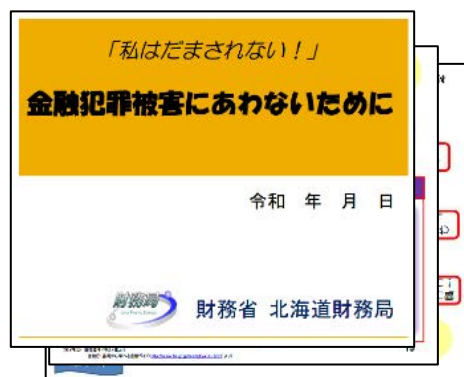 「私はだまされない！」
金融犯罪被害にあわないために
令和　年　月　日
財務局
財務省 北海道財務局